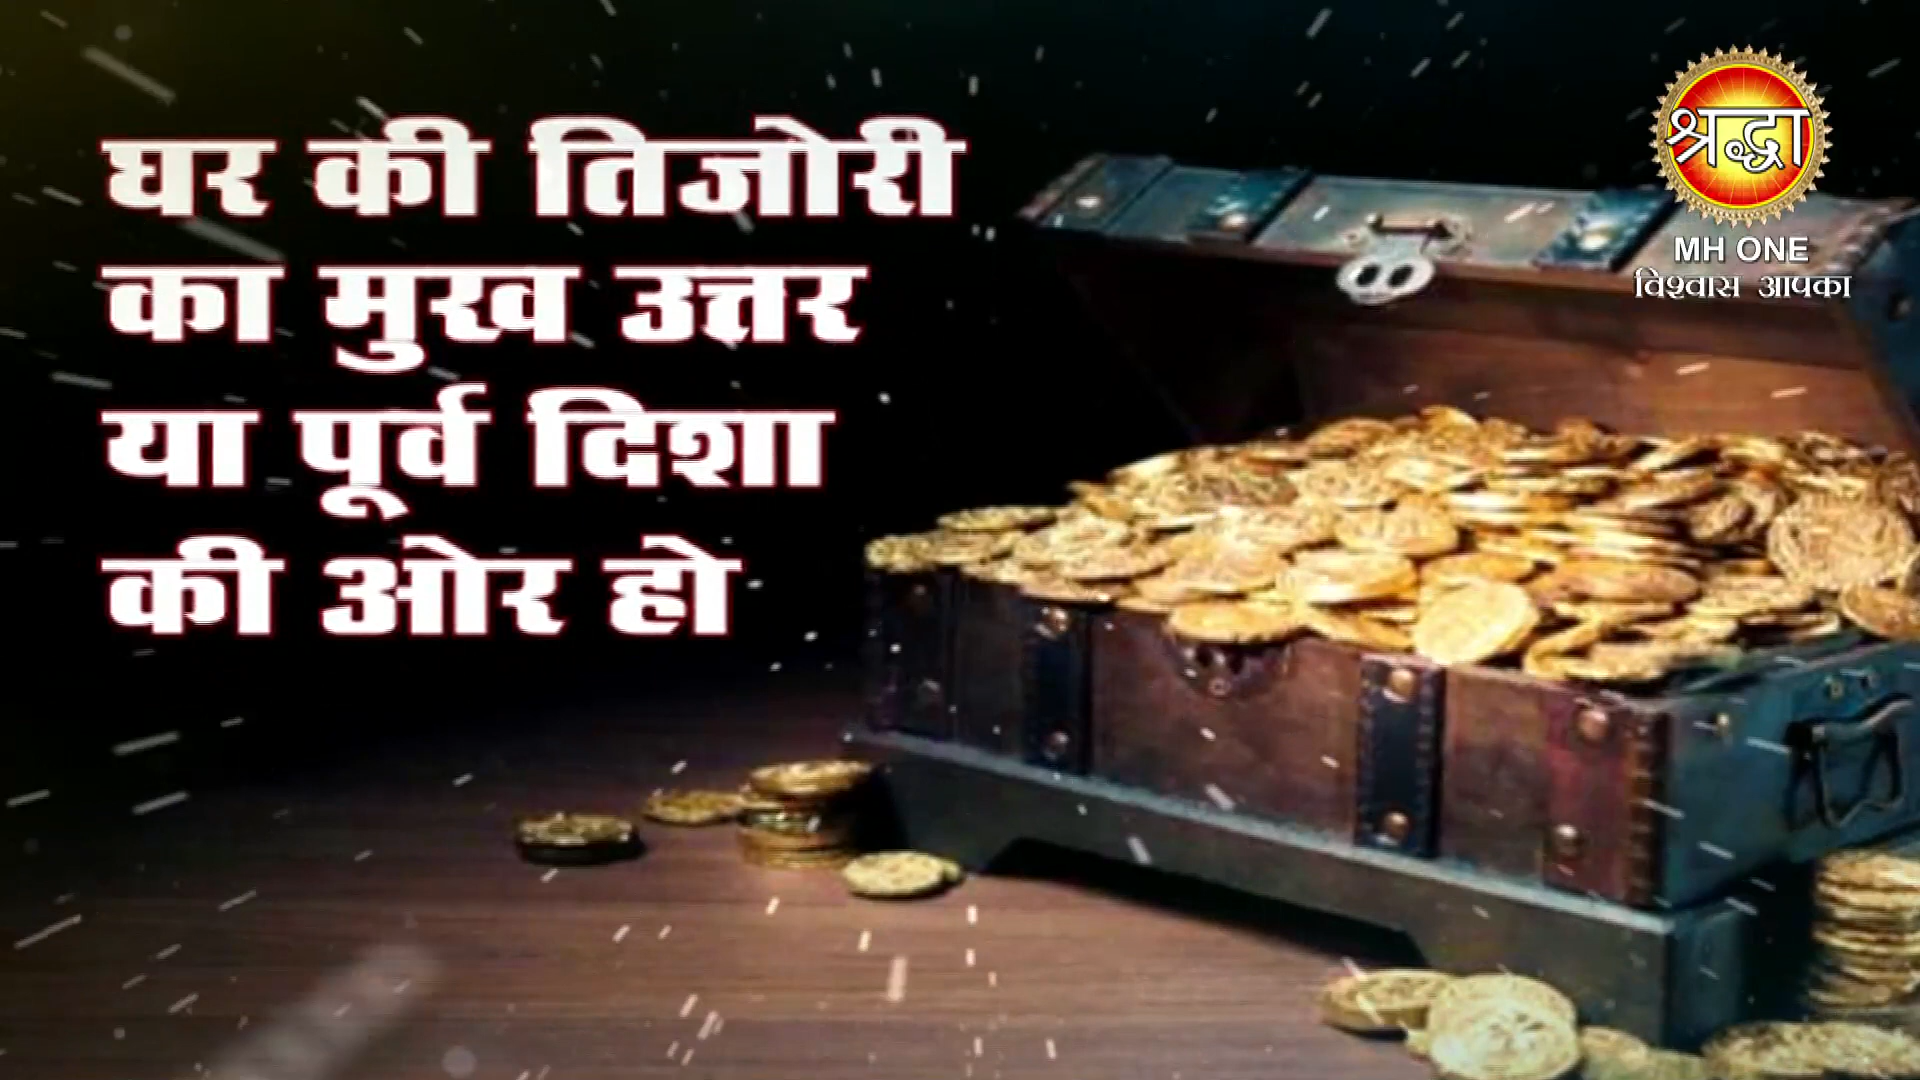 घर की तिजोरी
का मुख उत्तर
या पूर्व दिशा
की ओर हो
श्रद्धा
MH ONE
विश्वास आपका